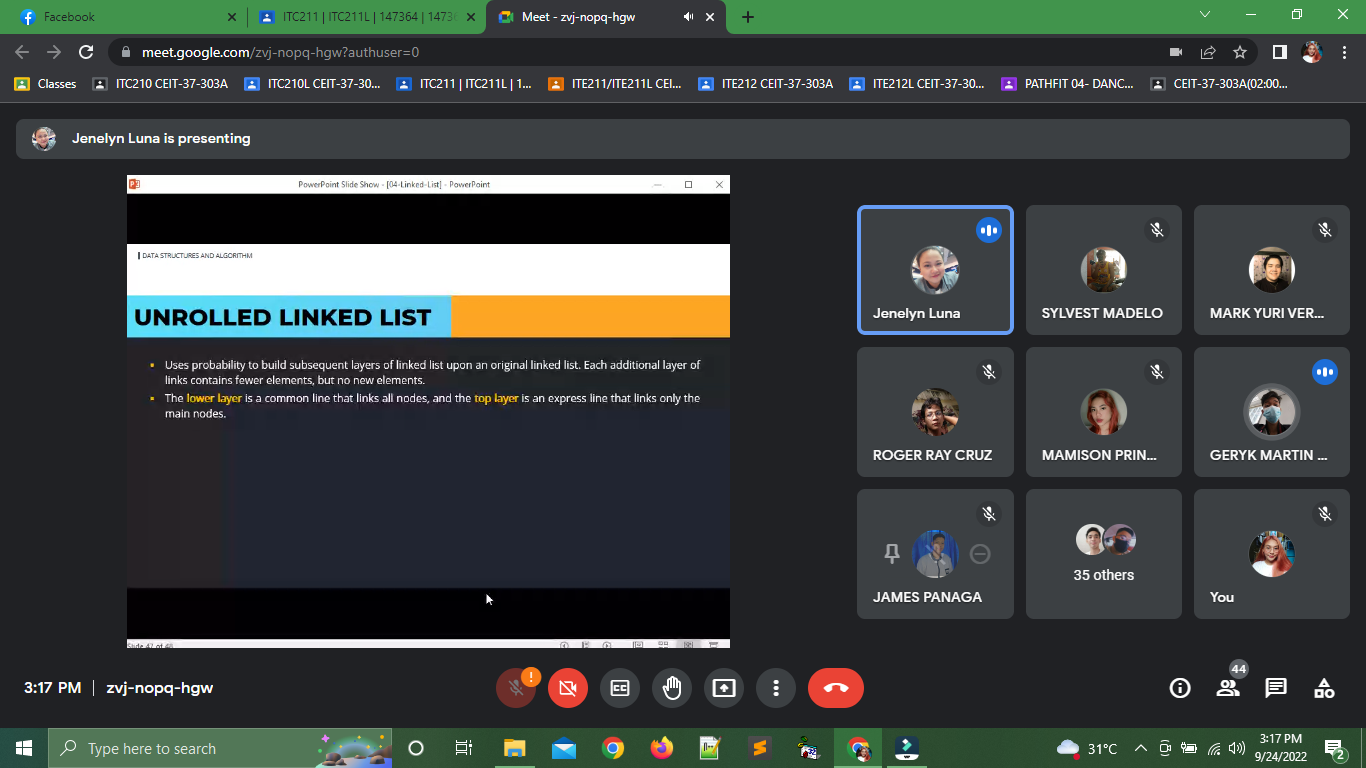 Facebook
ITC211 | ITC211L | 147364 | 1473
Meet - zvj-nopq-hgw
meet.google.com/zvj-nopq-hgw?authuser=0
Classes
ITC210 CEIT-37-303A
ITC210L CEIT-37-30...
ITC211 | ITC211L | 1...
ITE211/ITE211L CEI...
ITE212 CEIT-37-303A
ITE212L CEIT-37-30...
PATHFIT 04- DANC...
CEIT-37-303A(02:00...
Jenelyn Luna is presenting
PowerPoint Slide Show - [04-Linked-List] - PowerPoint
DATA STRUCTURES AND ALGORITHM
UNROLLED LINKED LIST
Uses probability to build subsequent layers of linked list upon an original linked list. Each additional layer of
links contains fewer elements, but no new elements.
The lower layer is a common line that links all nodes, and the top layer is an express line that links only the
main nodes.
Slide 47 of 48
Jenelyn Luna
SYLVEST MADELO
MARK YURI VER...
ROGER RAY CRUZ
MAMISON PRIN...
GERYK MARTIN ...
JAMES PANAGA
35 others
You
3:17 PM | zvj-nopq-hgw
44
Type here to search
31°C
3:17 PM
9/24/2022
2